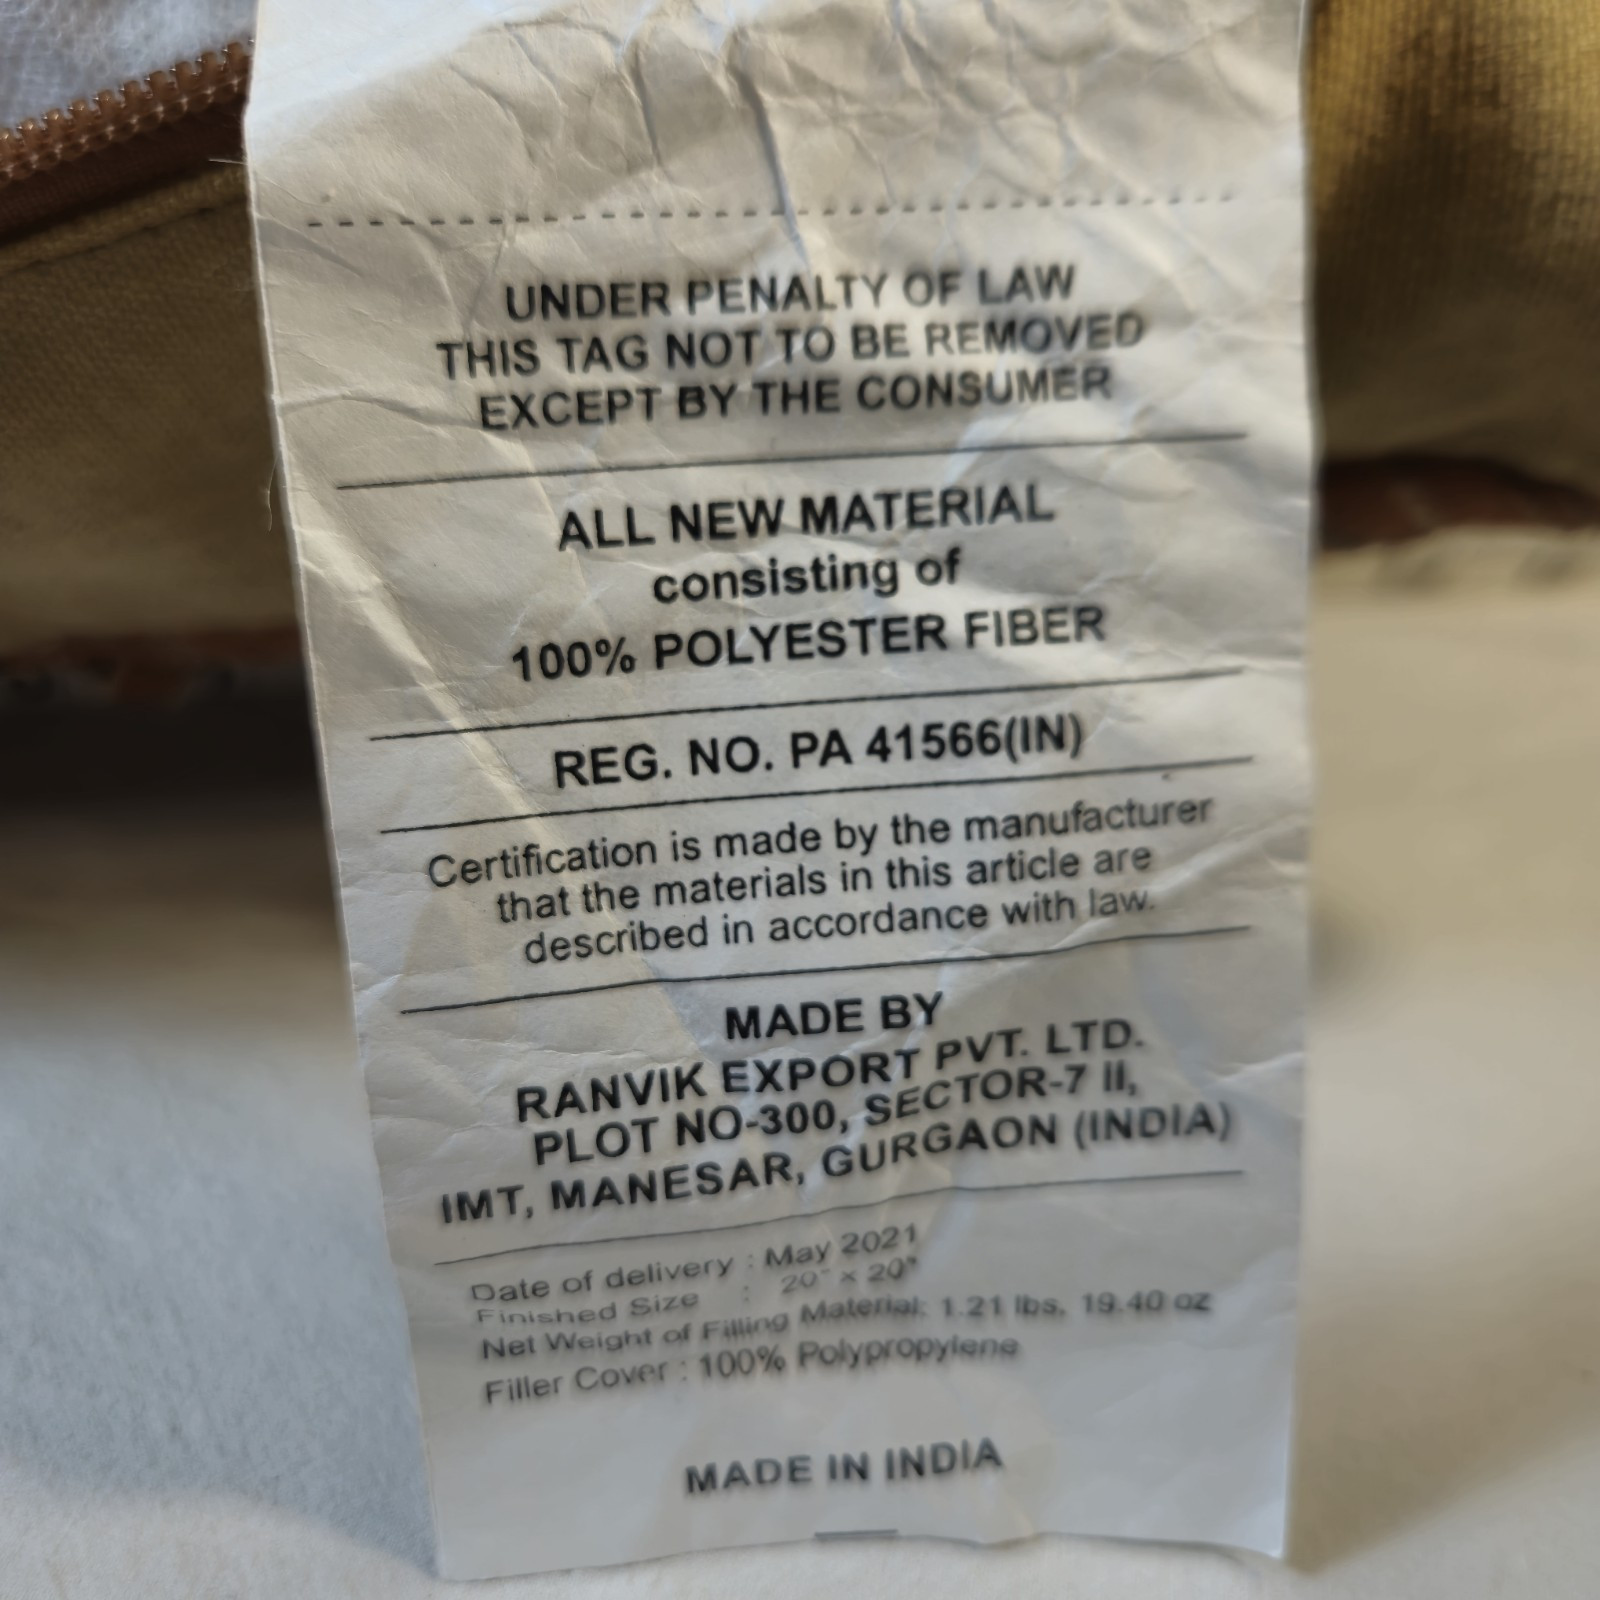 UNDER PENALTY OF LAW
THIS TAG NOT TO BE REMOVED
EXCEPT BY THE CONSUMER
ALL NEW MATERIAL
consisting of
100% POLYESTER FIBER
REG. NO. PA 41566(IN)
Certification is made by the manufacturer
that the materials in this article are
described in accordance with law.
MADE BY
RANVIK EXPORT PVT. LTD.
PLOT NO-300, SECTOR-7 II,
IMT, MANESAR, GURGAON (INDIA)
Date of delivery : May 2021
Finished Size : 20" x 20"
Net Weight of Filling Material: 1.21 lbs, 19.40 oz
Filler Cover : 100% Polypropylene
MADE IN INDIA